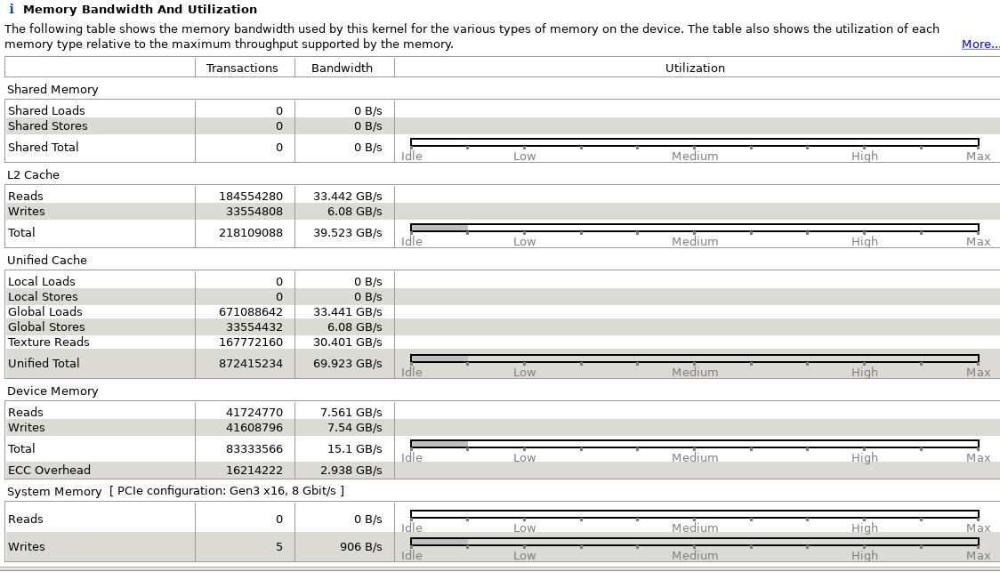 i Memory Bandwidth And Utilization
The following table shows the memory bandwidth used by this kernel for the various types of memory on the device. The table also shows the utilization of each
memory type relative to the maximum throughput supported by the memory.
More...
Transactions Bandwidth Utilization
Shared Memory
Shared Loads 0 0 B/s
Shared Stores 0 0 B/s
Shared Total 0 0 B/s
Idle Low Medium High Max
L2 Cache
Reads 184554280 33.442 GB/s
Writes 33554808 6.08 GB/s
Total 218109088 39.523 GB/s
Idle Low Medium High Max
Unified Cache
Local Loads 0 0 B/s
Local Stores 0 0 B/s
Global Loads 671088642 33.441 GB/s
Global Stores 33554432 6.08 GB/s
Texture Reads 167772160 30.401 GB/s
Unified Total 872415234 69.923 GB/s
Idle Low Medium High Max
Device Memory
Reads 41724770 7.561 GB/s
Writes 41608796 7.54 GB/s
Total 83333566 15.1 GB/s
Idle Low Medium High Max
ECC Overhead 16214222 2.938 GB/s
System Memory [ PCIe configuration: Gen3 x16, 8 Gbit/s ]
Reads 0 0 B/s
Idle Low Medium High Max
Writes 5 906 B/s
Idle Low Medium High Max